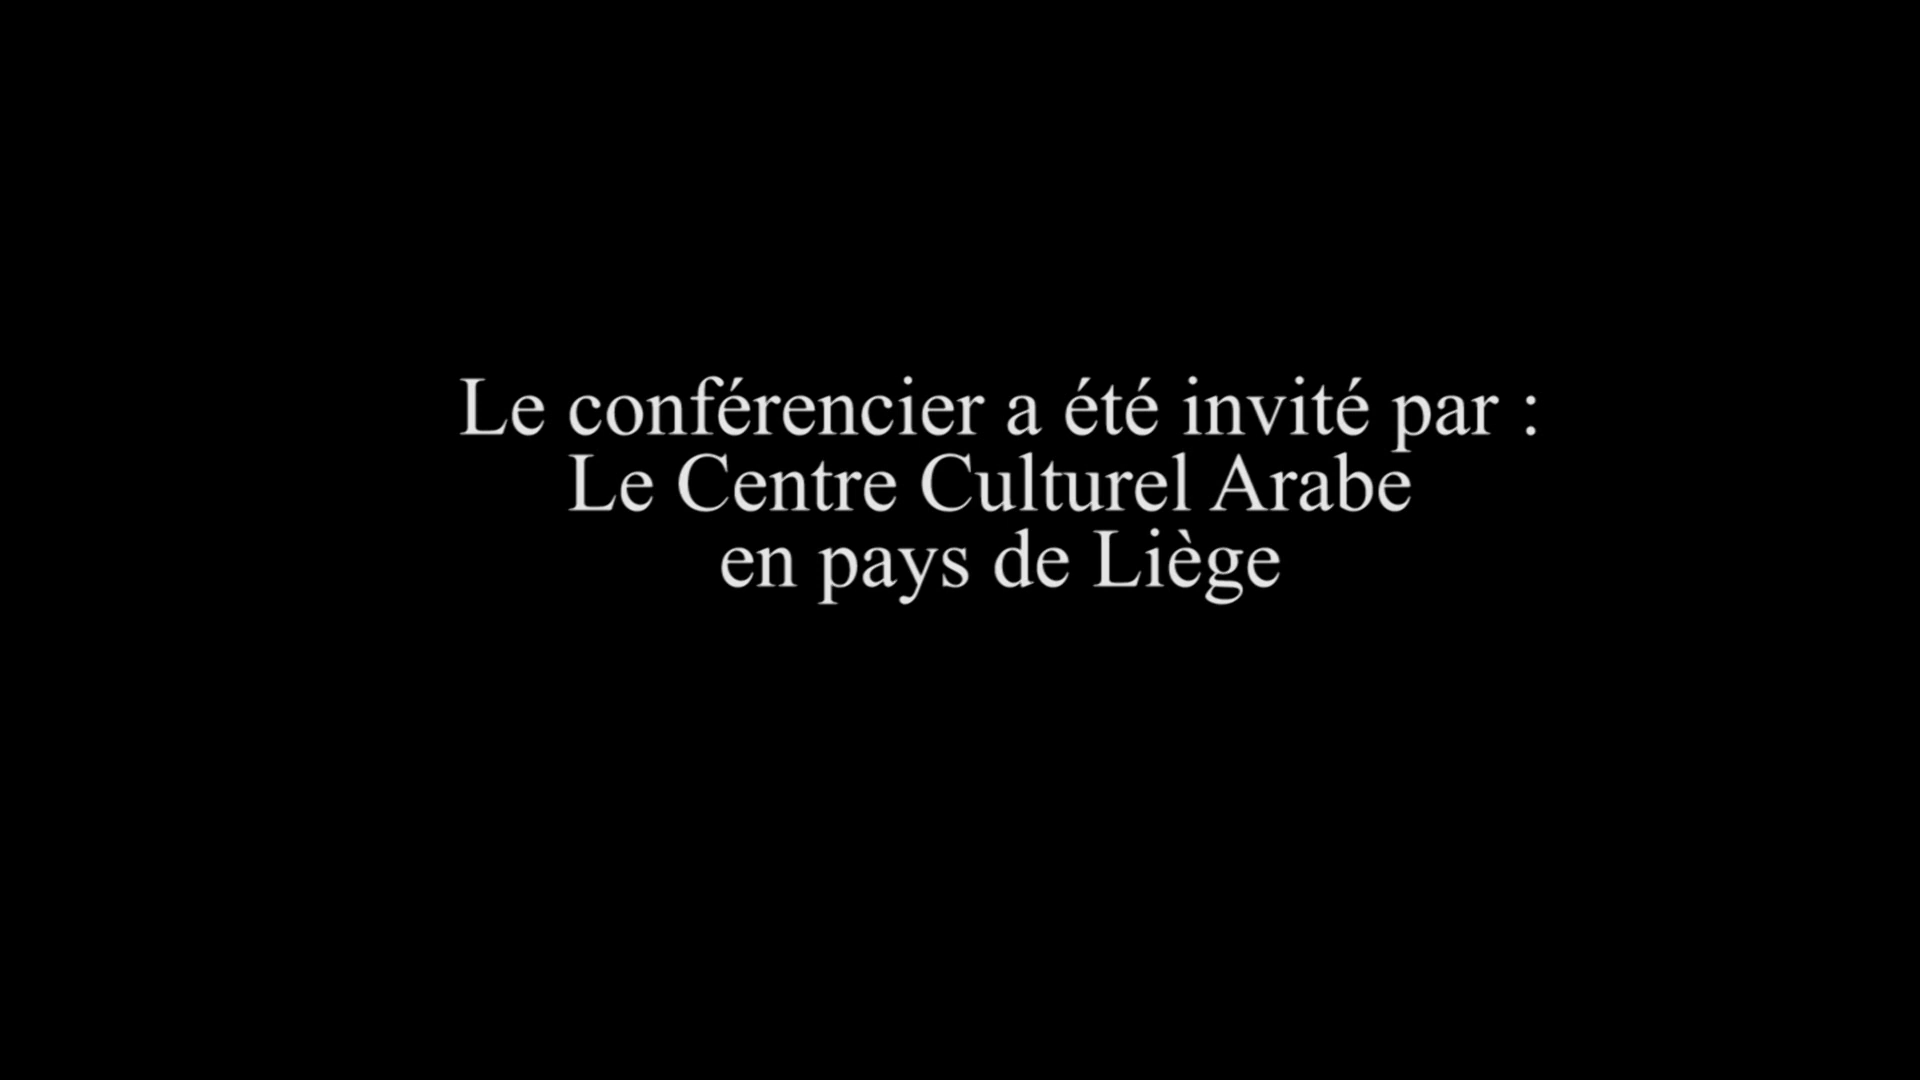 Le conférencier a été invité par :
Le Centre Culturel Arabe
en pays de Liège